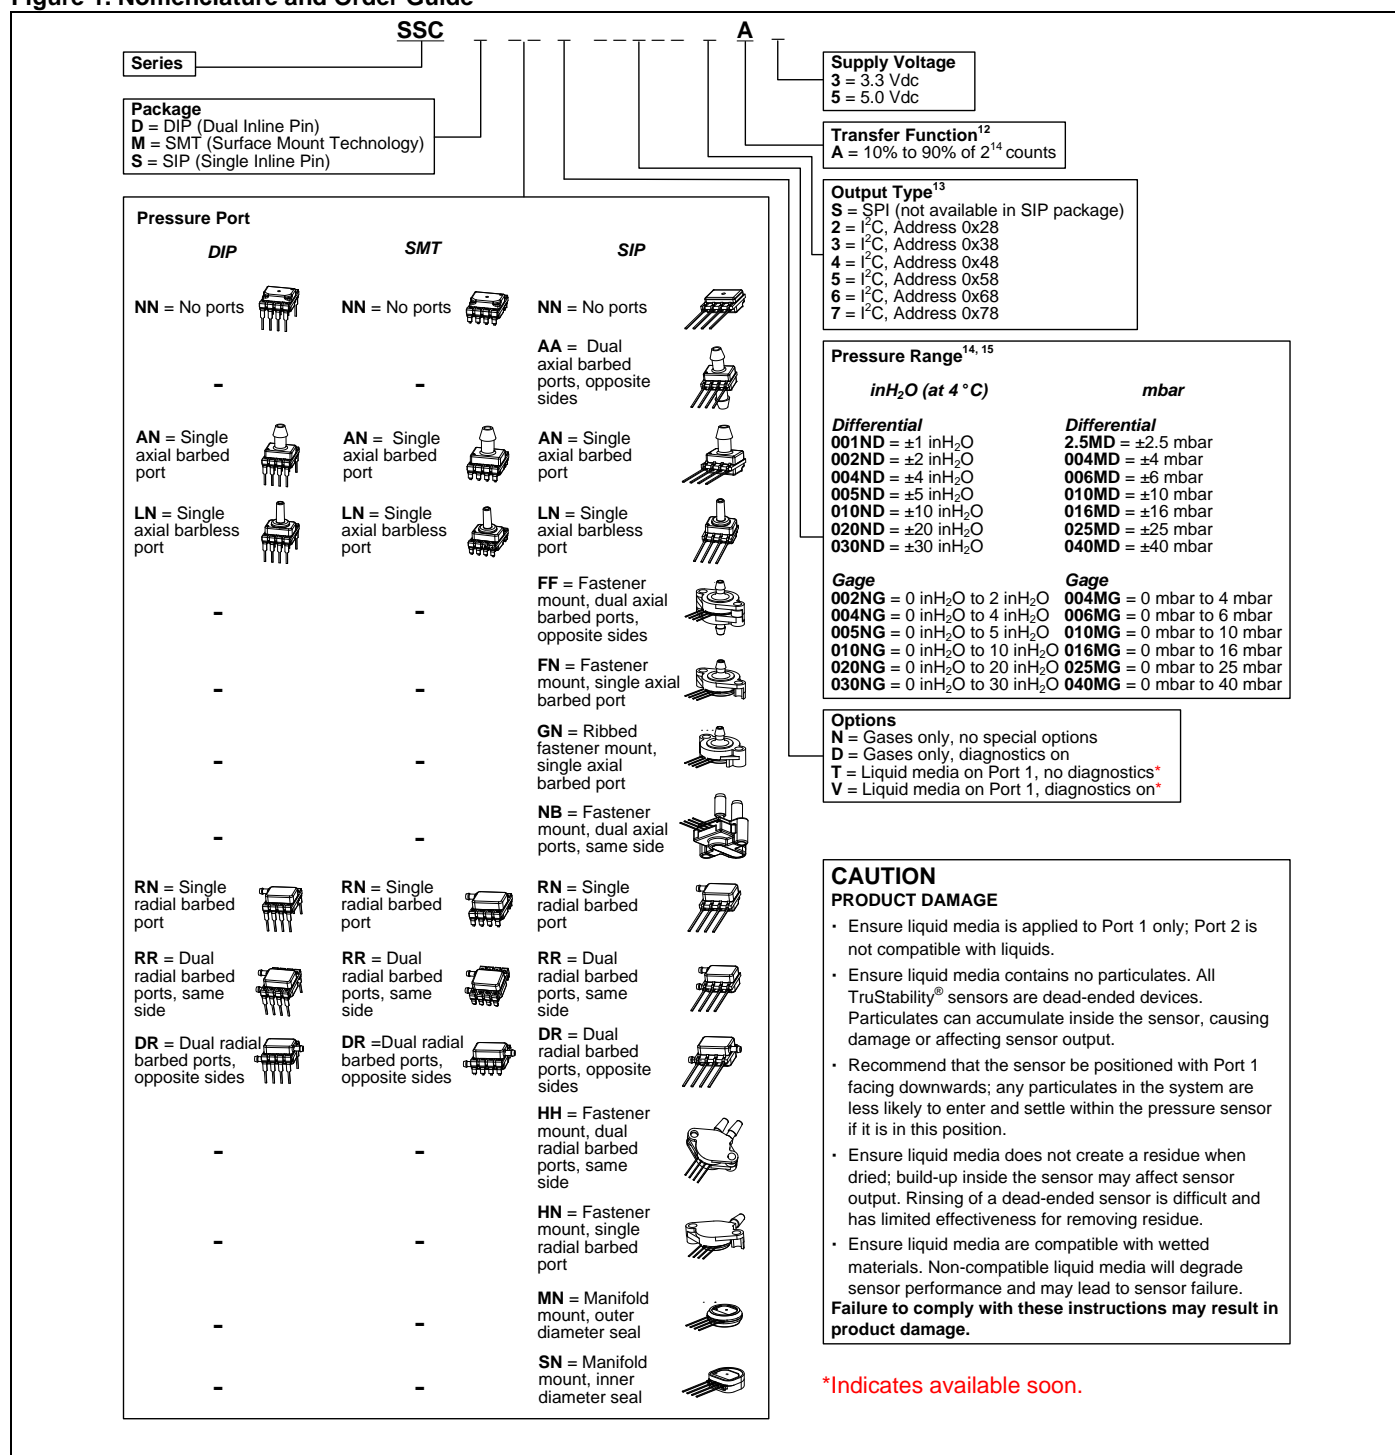 Figure 1. Nomenclature and Order Guide
SSC _ _ _ _ _ _ _ _ _ A _
Series
Package
D = DIP (Dual Inline Pin)
M = SMT (Surface Mount Technology)
S = SIP (Single Inline Pin)
Supply Voltage
3 = 3.3 Vdc
5 = 5.0 Vdc
Transfer Function¹²
A = 10% to 90% of 2¹⁴ counts
Output Type¹³
S = SPI (not available in SIP package)
2 = I²C, Address 0x28
3 = I²C, Address 0x38
4 = I²C, Address 0x48
5 = I²C, Address 0x58
6 = I²C, Address 0x68
7 = I²C, Address 0x78
Pressure Port
DIP
SMT
SIP
NN = No ports
NN = No ports
NN = No ports
-
-
AA = Dual
axial barbed
ports, opposite
sides
AN = Single
axial barbed
port
AN = Single
axial barbed
port
AN = Single
axial barbed
port
LN = Single
axial barbless
port
LN = Single
axial barbless
port
LN = Single
axial barbless
port
-
-
FF = Fastener
mount, dual axial
barbed ports,
opposite sides
-
-
FN = Fastener
mount, single axial
barbed port
-
-
GN = Ribbed
fastener mount,
single axial
barbed port
-
-
NB = Fastener
mount, dual axial
ports, same side
RN = Single
radial barbed
port
RN = Single
radial barbed
port
RN = Single
radial barbed
port
RR = Dual
radial barbed
ports, same
side
RR = Dual
radial barbed
ports, same
side
RR = Dual
radial barbed
ports, same
side
DR = Dual radial
barbed ports,
opposite sides
DR =Dual radial
barbed ports,
opposite sides
DR = Dual
radial barbed
ports, opposite
sides
-
-
HH = Fastener
mount, dual
radial barbed
ports, same
side
-
-
HN = Fastener
mount, single
radial barbed
port
-
-
MN = Manifold
mount, outer
diameter seal
-
-
SN = Manifold
mount, inner
diameter seal
Pressure Range¹⁴, ¹⁵
inH₂O (at 4 °C)
mbar
Differential
Differential
001ND = ±1 inH₂O
2.5MD = ±2.5 mbar
002ND = ±2 inH₂O
004MD = ±4 mbar
004ND = ±4 inH₂O
006MD = ±6 mbar
005ND = ±5 inH₂O
010MD = ±10 mbar
010ND = ±10 inH₂O
016MD = ±16 mbar
020ND = ±20 inH₂O
025MD = ±25 mbar
030ND = ±30 inH₂O
040MD = ±40 mbar
Gage
Gage
002NG = 0 inH₂O to 2 inH₂O
004MG = 0 mbar to 4 mbar
004NG = 0 inH₂O to 4 inH₂O
006MG = 0 mbar to 6 mbar
005NG = 0 inH₂O to 5 inH₂O
010MG = 0 mbar to 10 mbar
010NG = 0 inH₂O to 10 inH₂O
016MG = 0 mbar to 16 mbar
020NG = 0 inH₂O to 20 inH₂O
025MG = 0 mbar to 25 mbar
030NG = 0 inH₂O to 30 inH₂O
040MG = 0 mbar to 40 mbar
Options
N = Gases only, no special options
D = Gases only, diagnostics on
T = Liquid media on Port 1, no diagnostics*
V = Liquid media on Port 1, diagnostics on*
CAUTION
PRODUCT DAMAGE
· Ensure liquid media is applied to Port 1 only; Port 2 is
not compatible with liquids.
· Ensure liquid media contains no particulates. All
TruStability® sensors are dead-ended devices.
Particulates can accumulate inside the sensor, causing
damage or affecting sensor output.
· Recommend that the sensor be positioned with Port 1
facing downwards; any particulates in the system are
less likely to enter and settle within the pressure sensor
if it is in this position.
· Ensure liquid media does not create a residue when
dried; build-up inside the sensor may affect sensor
output. Rinsing of a dead-ended sensor is difficult and
has limited effectiveness for removing residue.
· Ensure liquid media are compatible with wetted
materials. Non-compatible liquid media will degrade
sensor performance and may lead to sensor failure.
Failure to comply with these instructions may result in
product damage.
*Indicates available soon.